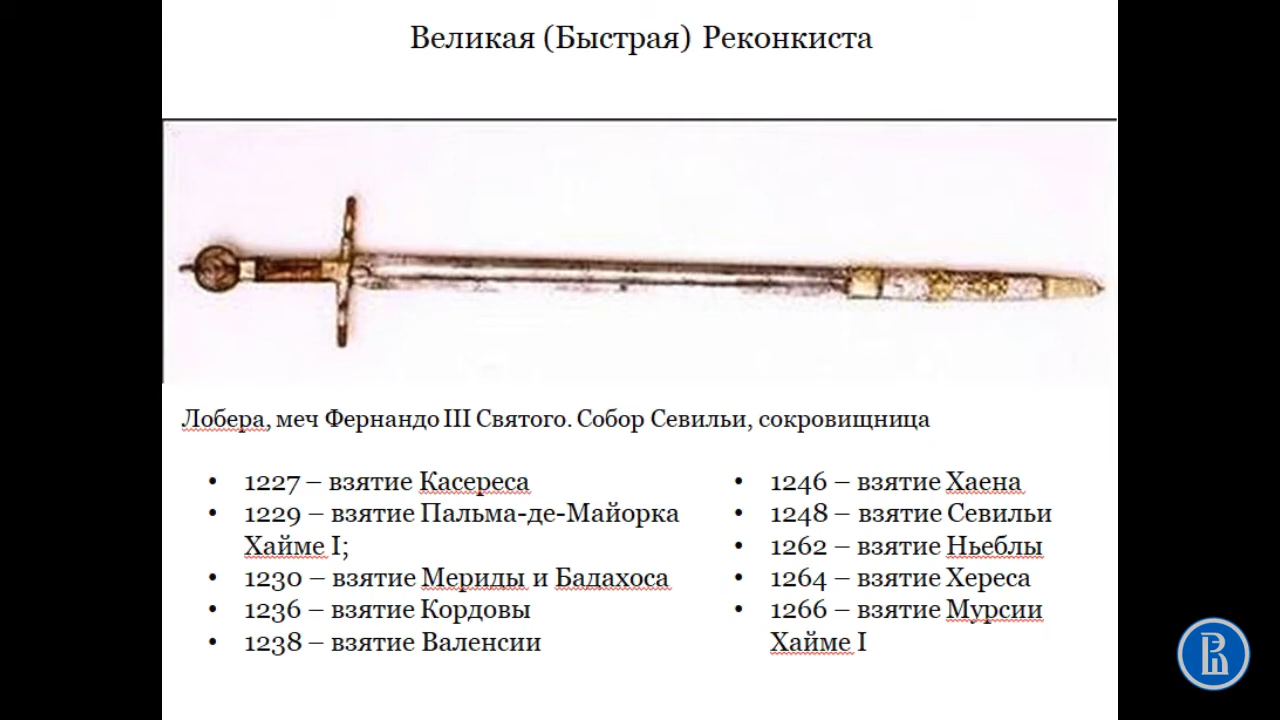 Великая (Быстрая) Реконкиста
Лобера, меч Фернандо III Святого. Собор Севильи, сокровищница
• 1227 – взятие Касереса
• 1229 – взятие Пальма-де-Майорка
Хайме I;
• 1230 – взятие Мериды и Бадахоса
• 1236 – взятие Кордовы
• 1238 – взятие Валенсии
• 1246 – взятие Хаена
• 1248 – взятие Севильи
• 1262 – взятие Ньеблы
• 1264 – взятие Хереса
• 1266 – взятие Мурсии
Хайме I